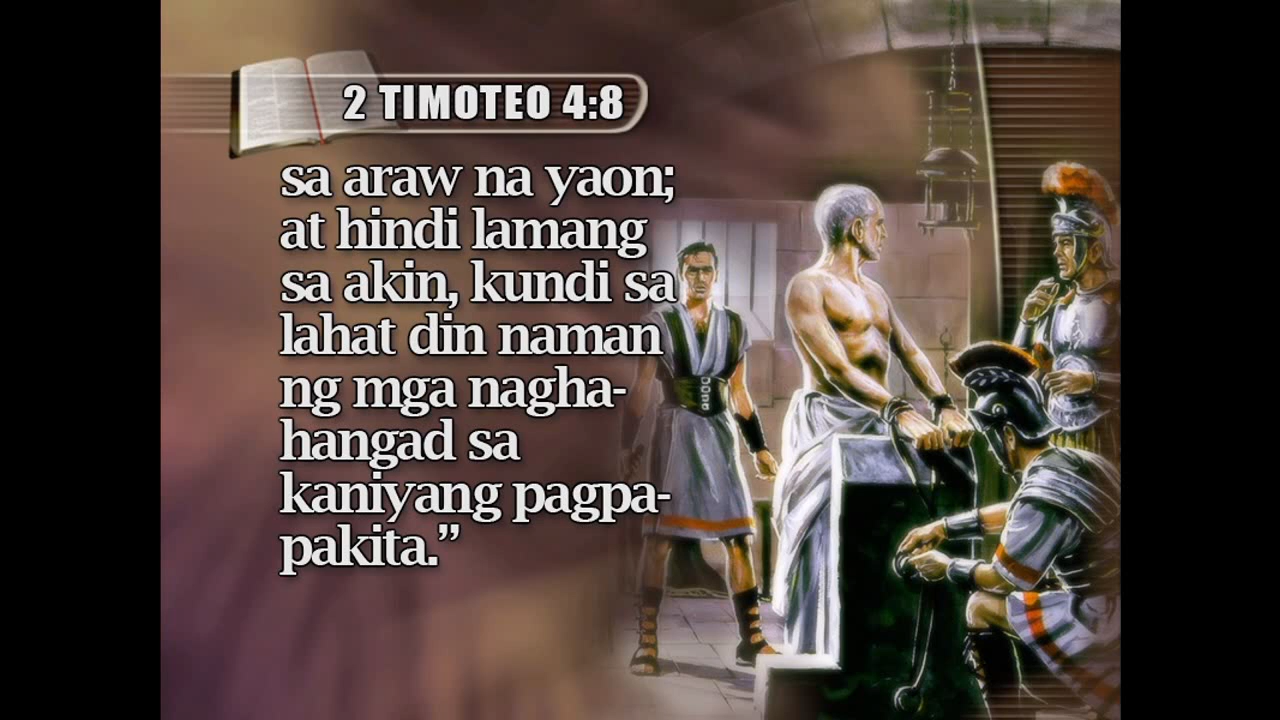 2 TIMOTEO 4:8
sa araw na yaon;
at hindi lamang
sa akin, kundi sa
lahat din naman
ng mga nagha-
hangad sa
kaniyang pagpa-
pakita.”